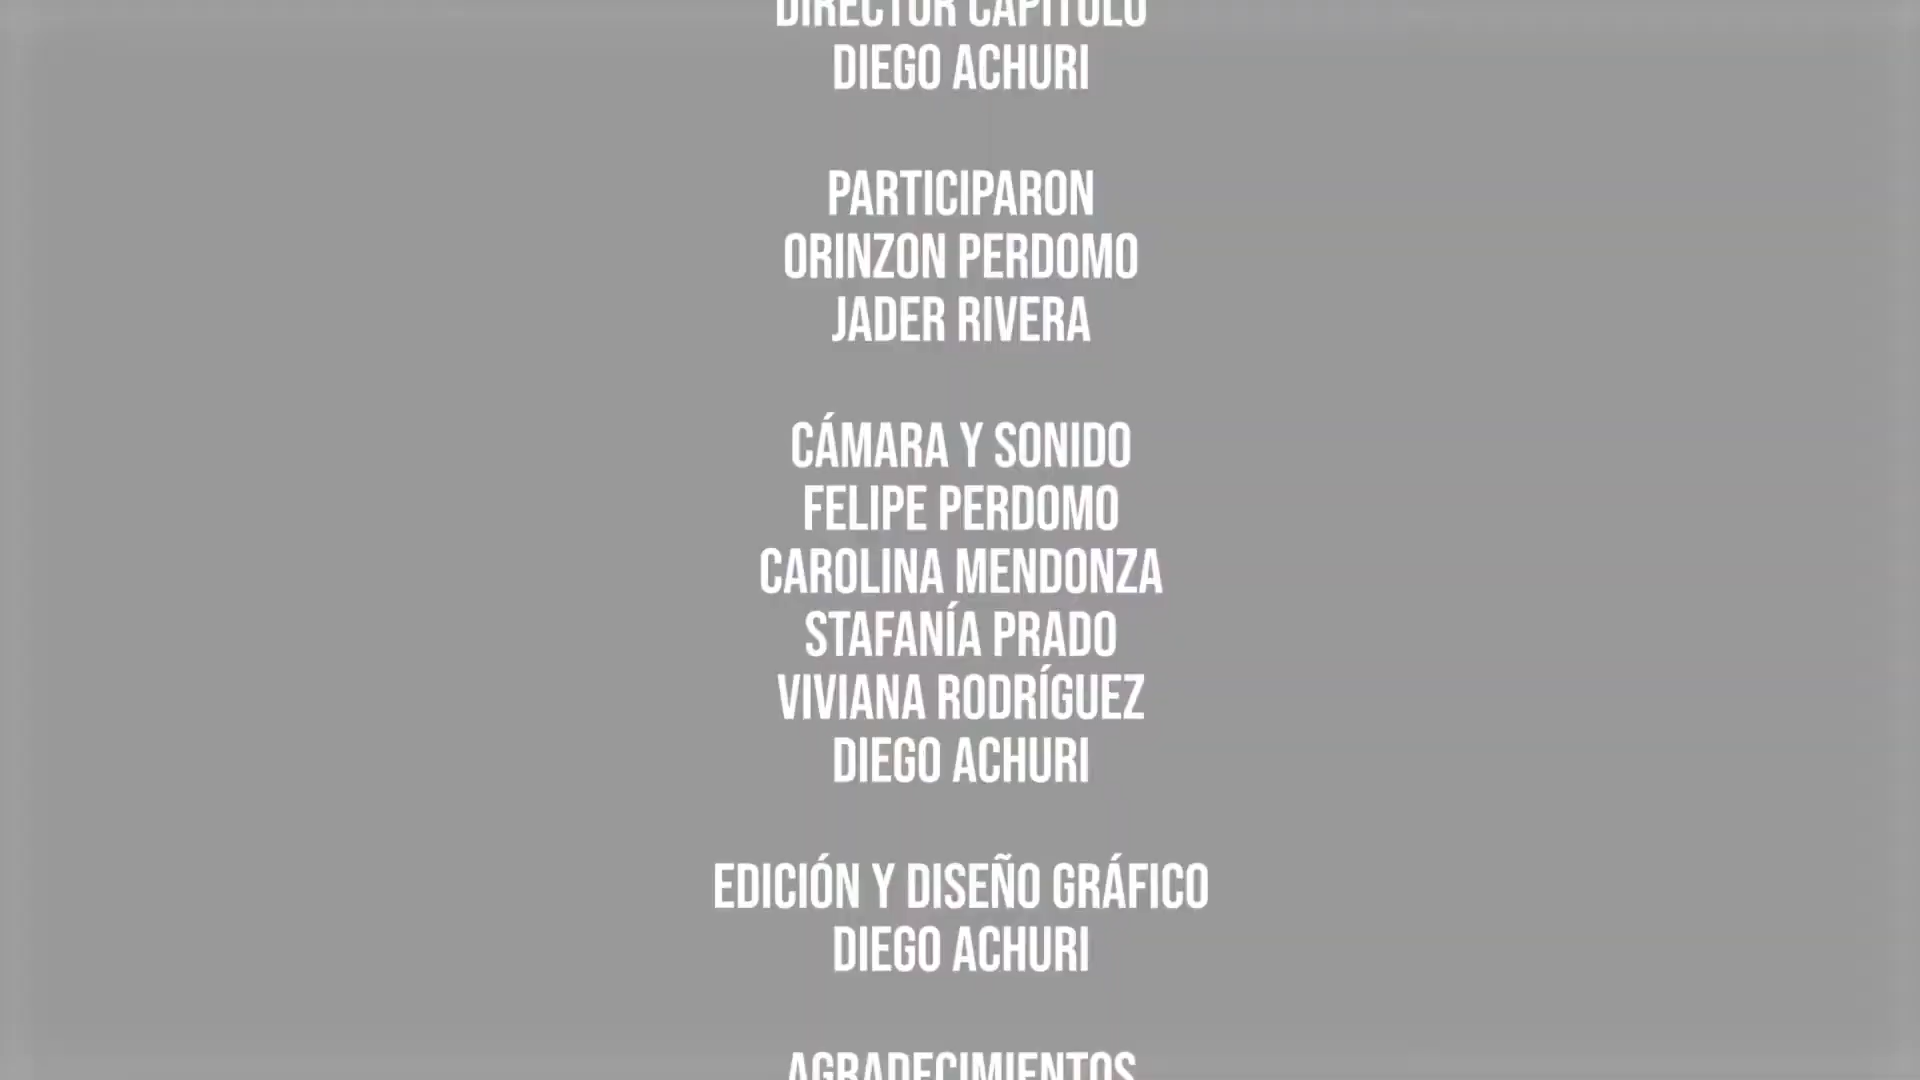 DIRECTOR CAPÍTULO
DIEGO ACHURI
PARTICIPARON
ORINZON PERDOMO
JADER RIVERA
CÁMARA Y SONIDO
FELIPE PERDOMO
CAROLINA MENDONZA
STAFANÍA PRADO
VIVIANA RODRÍGUEZ
DIEGO ACHURI
EDICIÓN Y DISEÑO GRÁFICO
DIEGO ACHURI
AGRADECIMIENTOS